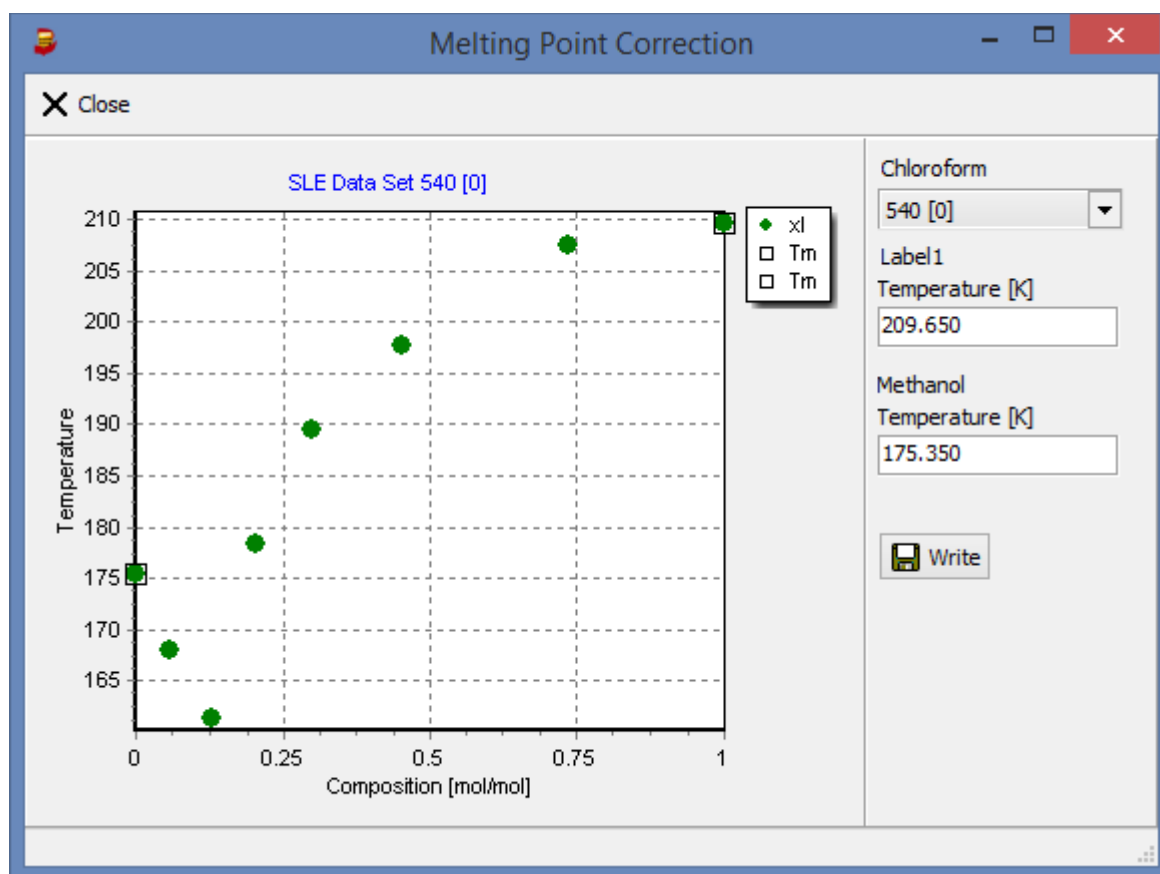 Melting Point Correction
Close
SLE Data Set 540 [0]
210
205
200
195
190
185
180
175
170
165
Temperature
0
0.25
0.5
0.75
1
Composition [mol/mol]
xl
Tm
Tm
Chloroform
540 [0]
Label1
Temperature [K]
209.650
Methanol
Temperature [K]
175.350
Write